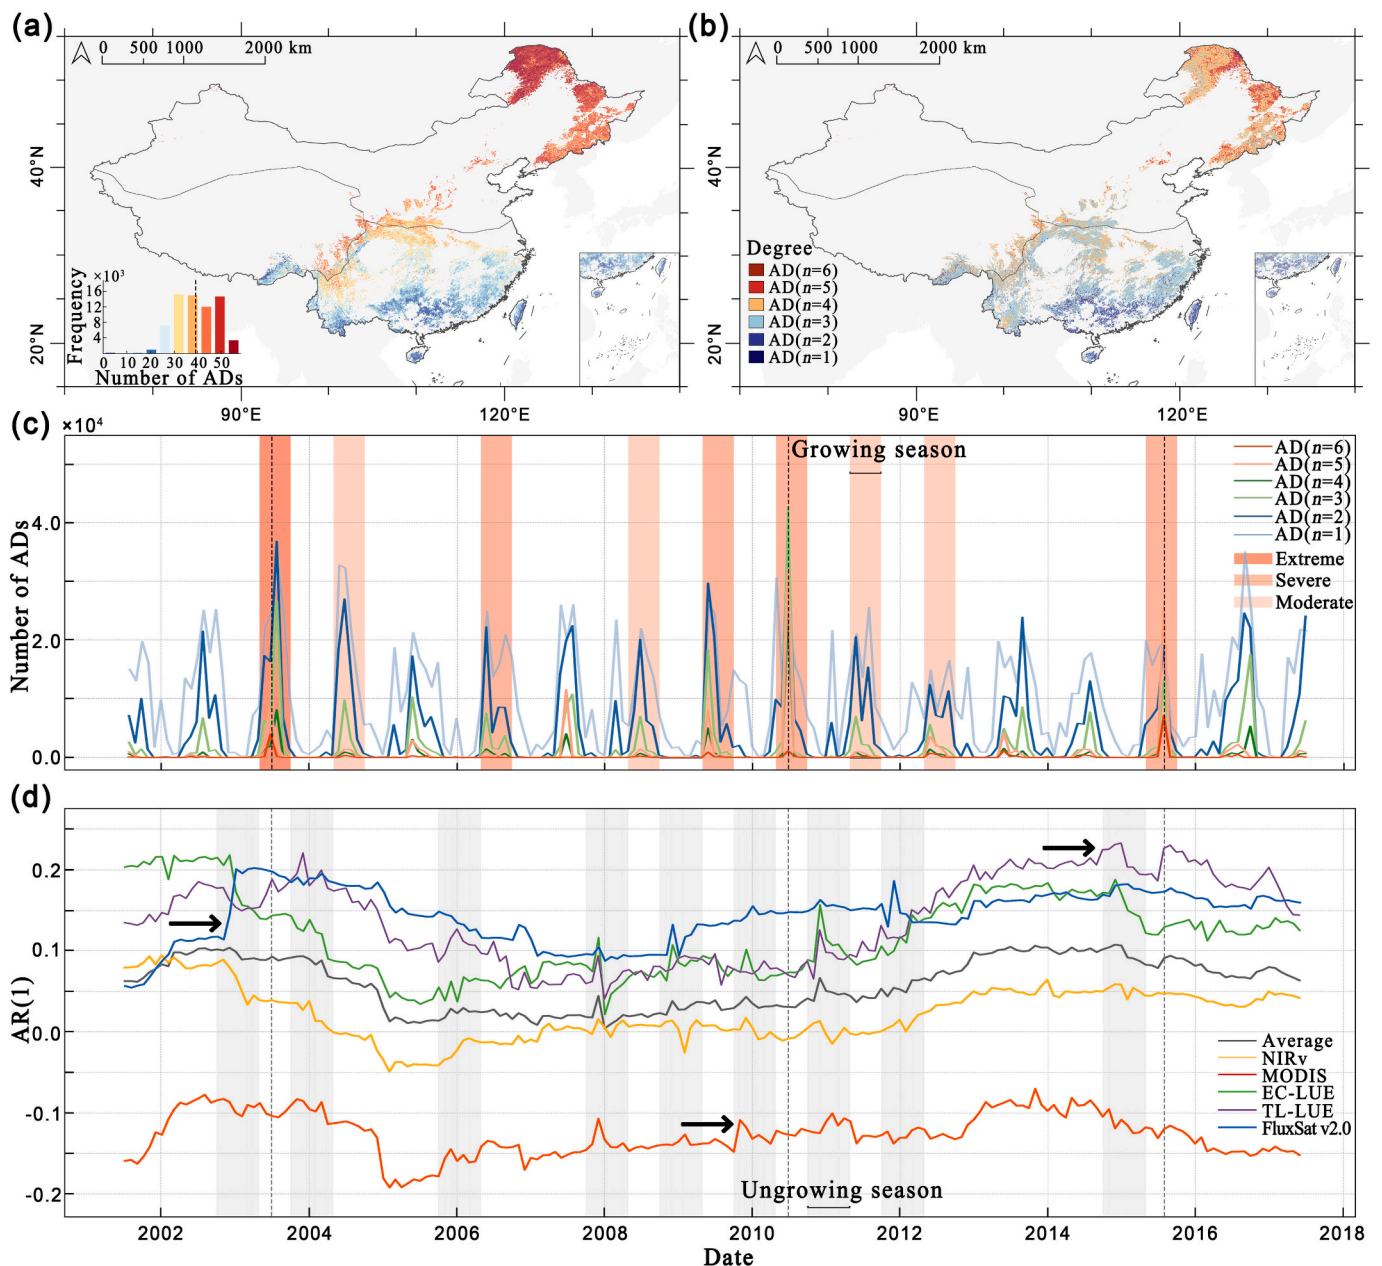 (a)
0 500 1000 2000 km
40°N
20°N
Frequency
×10³
16
12
8
4
0 10 20 30 40 50
Number of ADs
90°E 120°E
(b)
0 500 1000 2000 km
40°N
20°N
Degree
AD(n=6)
AD(n=5)
AD(n=4)
AD(n=3)
AD(n=2)
AD(n=1)
90°E 120°E
(c)
×10⁴
Number of ADs
4.0
2.0
0.0
Growing season
AD(n=6)
AD(n=5)
AD(n=4)
AD(n=3)
AD(n=2)
AD(n=1)
Extreme
Severe
Moderate
(d)
AR(1)
0.2
0.1
0.0
-0.1
-0.2
Average
NIRv
MODIS
EC-LUE
TL-LUE
FluxSat v2.0
Ungrowing season
2002 2004 2006 2008 2010 2012 2014 2016 2018
Date